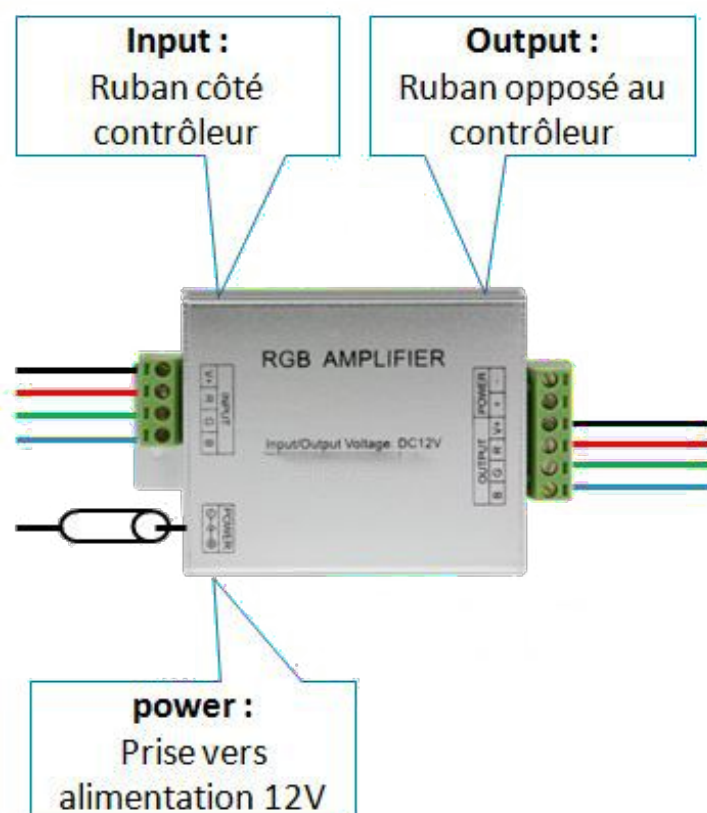 Input :
Ruban côté
contrôleur
Output :
Ruban opposé au
contrôleur
RGB AMPLIFIER
V+ R G B
INPUT
Input/Output Voltage: DC12V
POWER
- +
OUTPUT
V+ R G B
POWER
power :
Prise vers
alimentation 12V